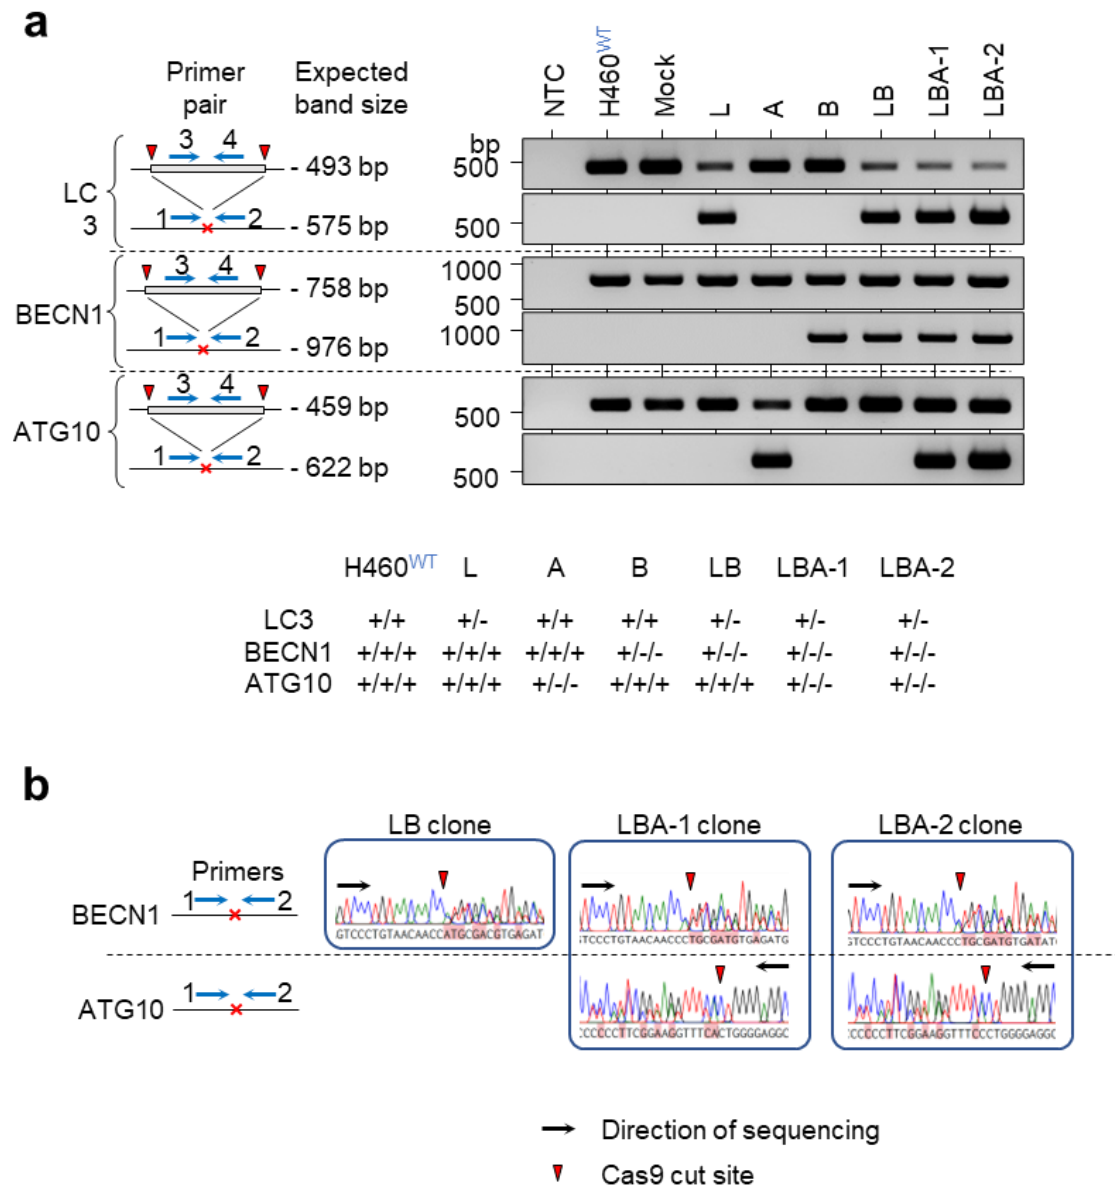 a
Primer pair
Expected band size
NTC
H460WT
Mock
L
A
B
LB
LBA-1
LBA-2
bp
LC 3
3 4
- 493 bp
500
1 2
- 575 bp
500
BECN1
3 4
- 758 bp
1000
500
1 2
- 976 bp
1000
ATG10
3 4
- 459 bp
500
1 2
- 622 bp
500
H460WT L A B LB LBA-1 LBA-2
LC3 +/+ +/- +/+ +/+ +/- +/- +/-
BECN1 +/+/+ +/+/+ +/+/+ +/-/- +/-/- +/-/- +/-/-
ATG10 +/+/+ +/+/+ +/-/- +/+/+ +/+/+ +/-/- +/-/-
b
LB clone
LBA-1 clone
LBA-2 clone
Primers
BECN1 1 2
GTCCCTGTAACAACCATGCGACGTGAGAT
TCCCTGTAACAACCCTGCGATGTGAGATG
GTCCCTGTAACAACCCTGCGATGTGATAT
ATG10 1 2
CCCCCCTTCGGAAGGTTTCACTGGGGAGGC
CCCCCCTTCGGAAGGTTTCCCTGGGGAGGC
Direction of sequencing
Cas9 cut site